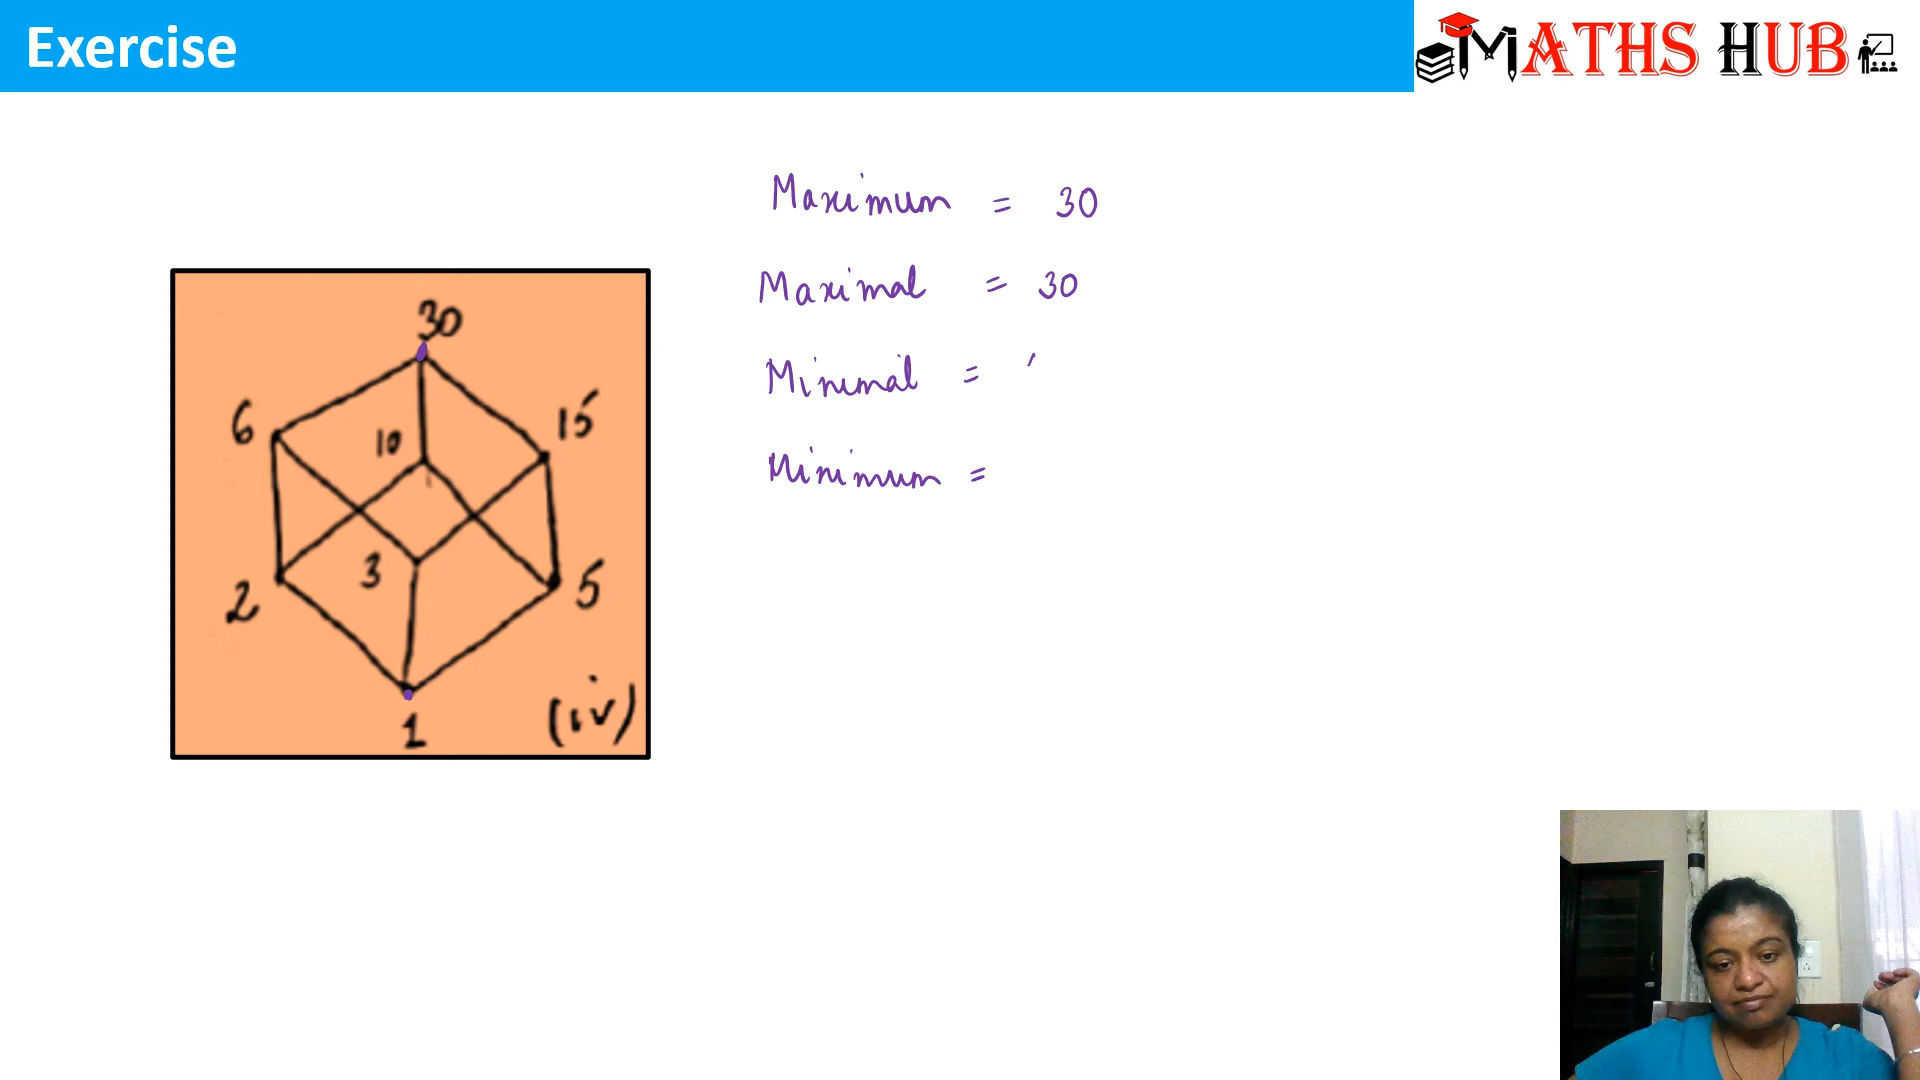 Exercise
MATHS HUB
Maximum = 30
Maximal = 30
Minimal =
Minimum =
30
6
15
10
3
2
5
1
(iv)